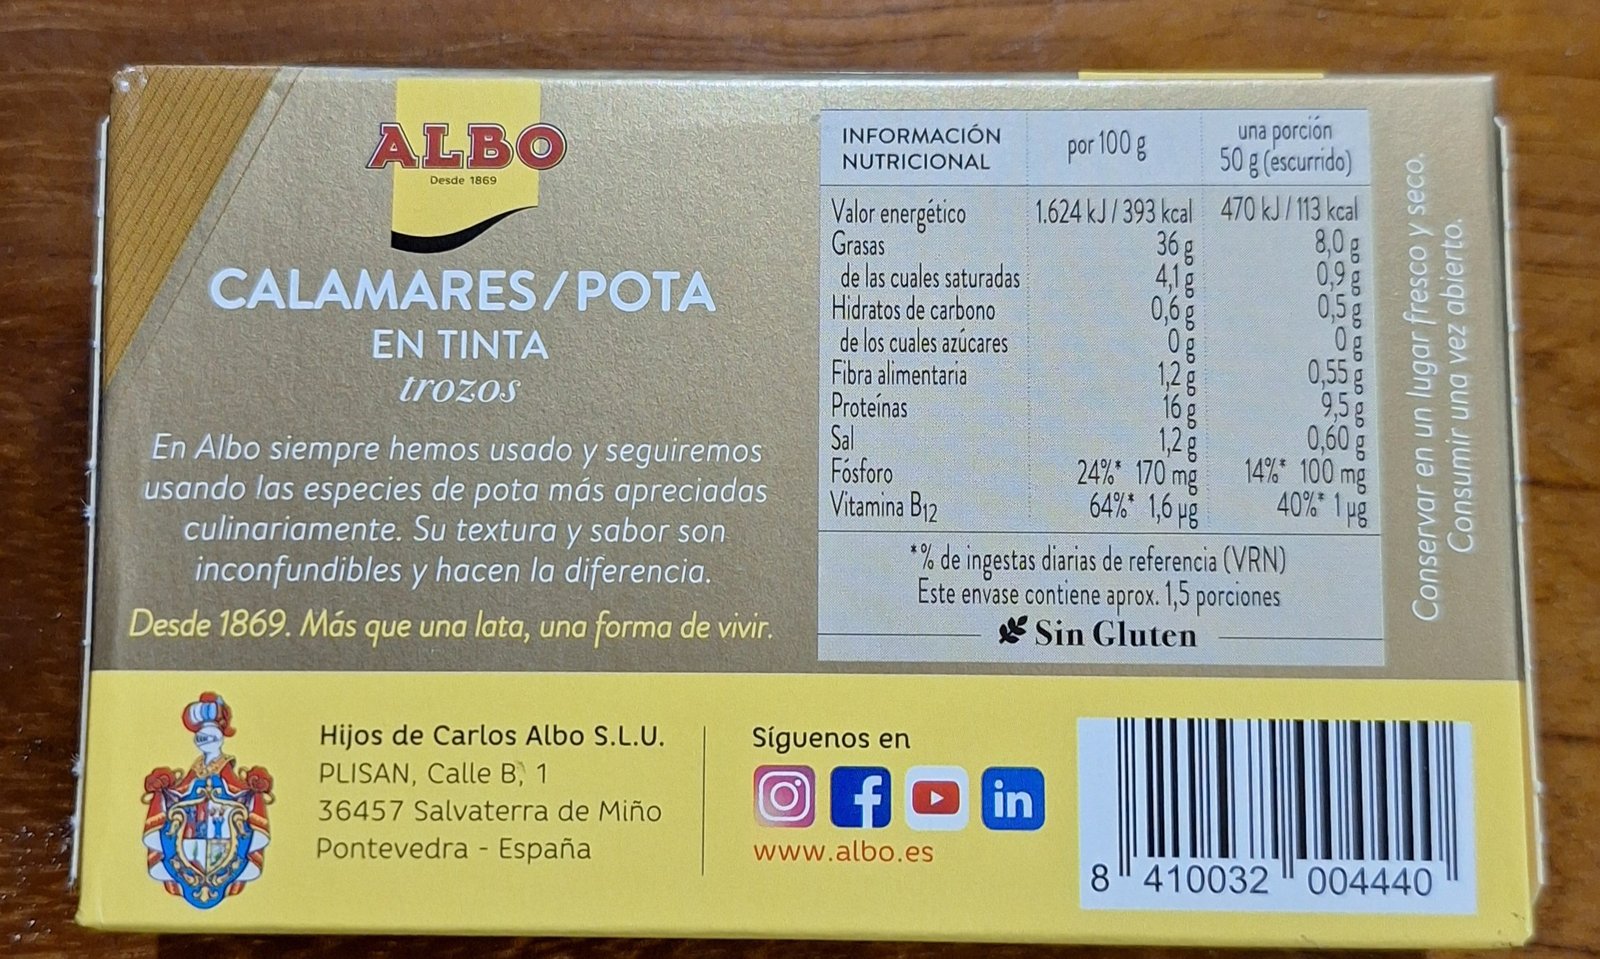 ALBO
Desde 1869
CALAMARES/POTA
EN TINTA
trozos
En Albo siempre hemos usado y seguiremos
usando las especies de pota más apreciadas
culinariamente. Su textura y sabor son
inconfundibles y hacen la diferencia.
Desde 1869. Más que una lata, una forma de vivir.
INFORMACIÓN NUTRICIONAL por 100 g una porción 50 g (escurrido)
Valor energético 1.624 kJ / 393 kcal 470 kJ / 113 kcal
Grasas 36 g 8,0 g
de las cuales saturadas 4,1 g 0,9 g
Hidratos de carbono 0,6 g 0,5 g
de los cuales azúcares 0 g 0 g
Fibra alimentaria 1,2 g 0,55 g
Proteínas 16 g 9,5 g
Sal 1,2 g 0,60 g
Fósforo 24%* 170 mg 14%* 100 mg
Vitamina B12 64%* 1,6 µg 40%* 1 µg
*% de ingestas diarias de referencia (VRN)
Este envase contiene aprox. 1,5 porciones
Sin Gluten
Conservar en un lugar fresco y seco.
Consumir una vez abierto.
Hijos de Carlos Albo S.L.U.
PLISAN, Calle B, 1
36457 Salvaterra de Miño
Pontevedra - España
Síguenos en
f in
www.albo.es
8 410032 004440